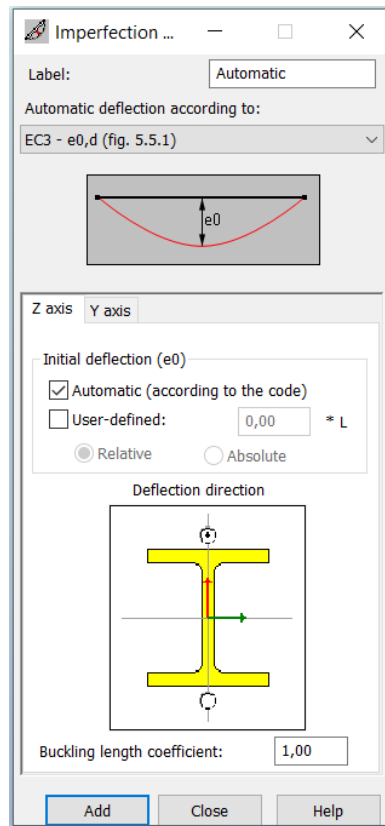 Imperfection ...
Label: Automatic
Automatic deflection according to:
EC3 - e0,d (fig. 5.5.1)
e0
Z axis Y axis
Initial deflection (e0)
Automatic (according to the code)
User-defined: 0,00 * L
Relative Absolute
Deflection direction
Buckling length coefficient: 1,00
Add Close Help